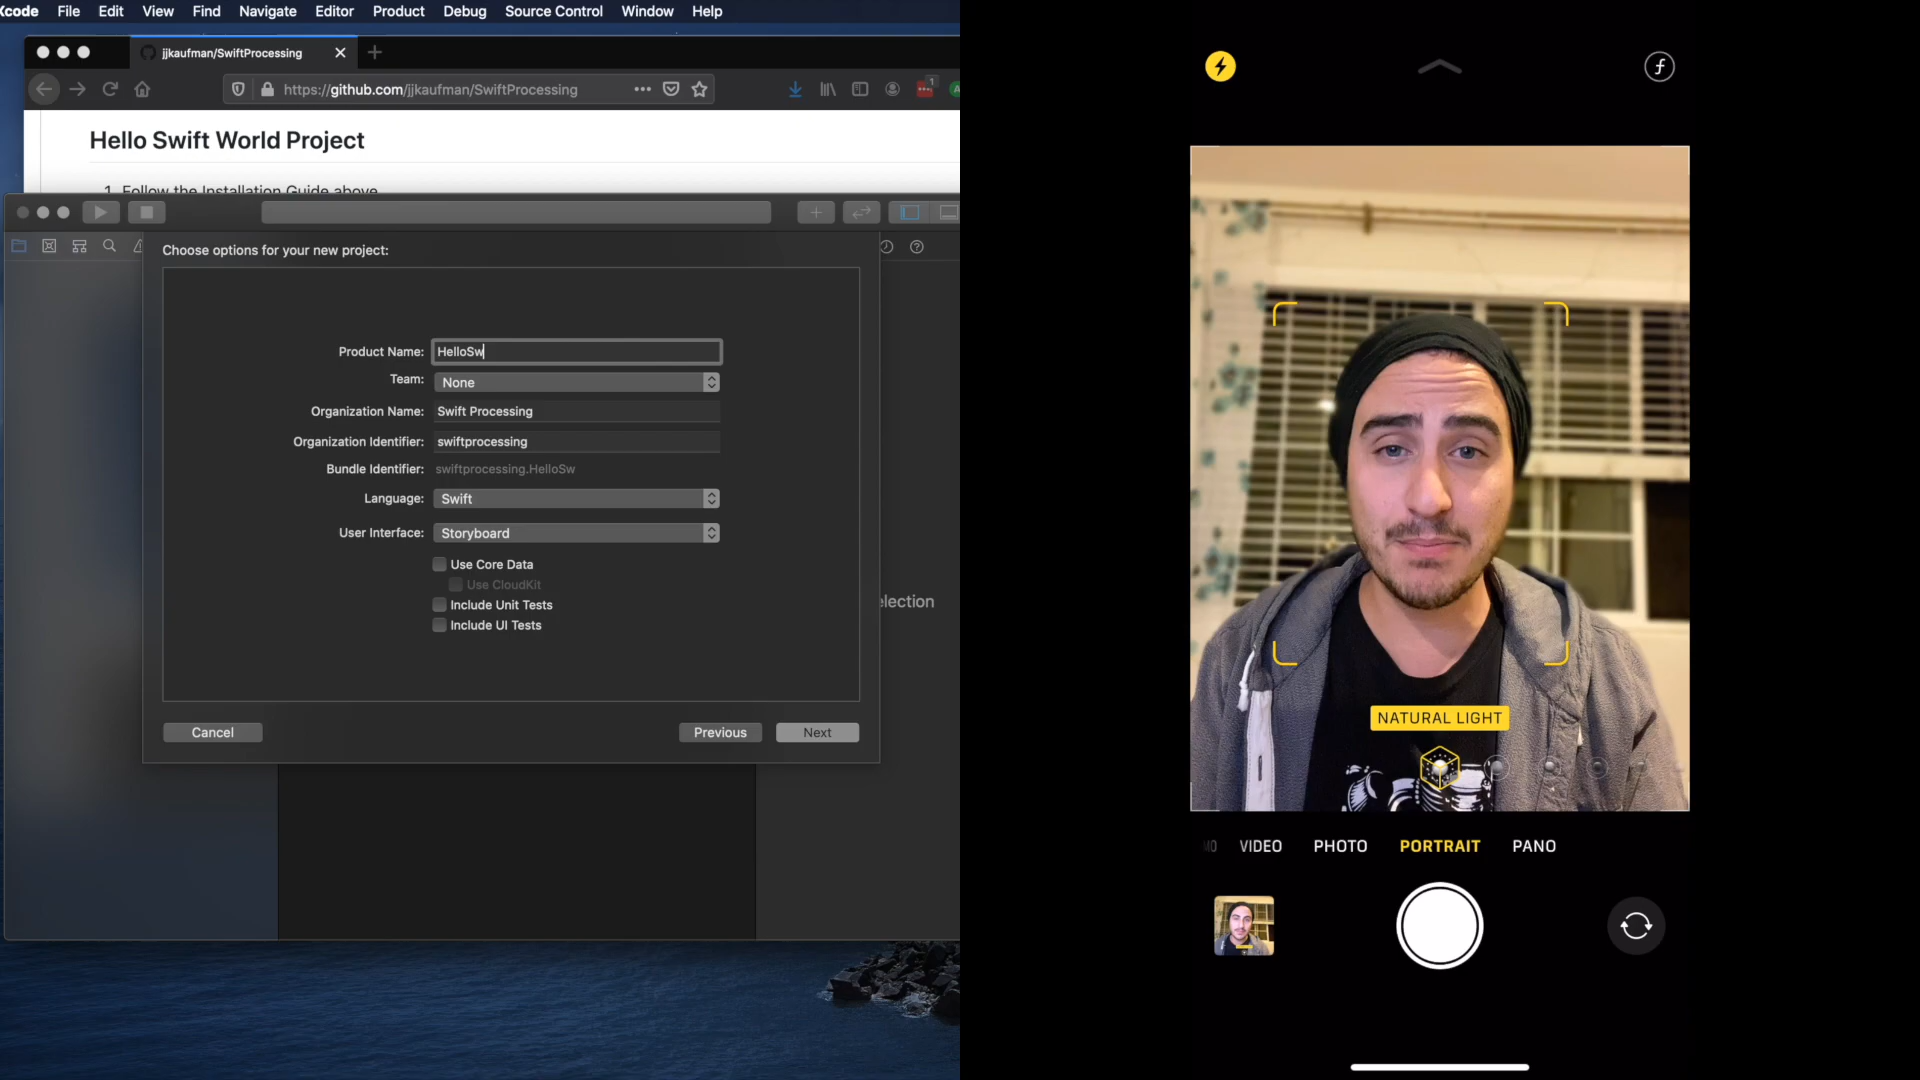 Xcode File Edit View Find Navigate Editor Product Debug Source Control Window Help
jjkaufman/SwiftProcessing
https://github.com/jjkaufman/SwiftProcessing
1
Hello Swift World Project
1. Follow the Installation Guide above
Choose options for your new project:
Product Name: HelloSw
Team: None
Organization Name: Swift Processing
Organization Identifier: swiftprocessing
Bundle Identifier: swiftprocessing.HelloSw
Language: Swift
User Interface: Storyboard
Use Core Data
Use CloudKit
Include Unit Tests
Include UI Tests
election
Cancel Previous Next
f
NATURAL LIGHT
VIDEO PHOTO PORTRAIT PANO